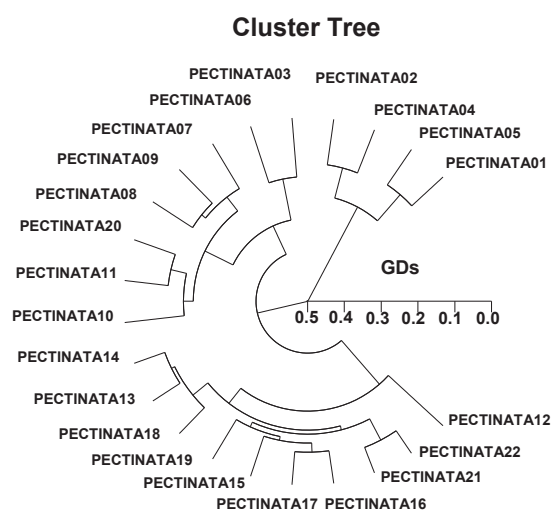 Cluster Tree
PECTINATA03
PECTINATA02
PECTINATA06
PECTINATA04
PECTINATA07
PECTINATA05
PECTINATA09
PECTINATA01
PECTINATA08
PECTINATA20
GDs
PECTINATA11
PECTINATA10
0.5 0.4 0.3 0.2 0.1 0.0
PECTINATA14
PECTINATA13
PECTINATA12
PECTINATA18
PECTINATA22
PECTINATA19
PECTINATA21
PECTINATA15
PECTINATA17 PECTINATA16